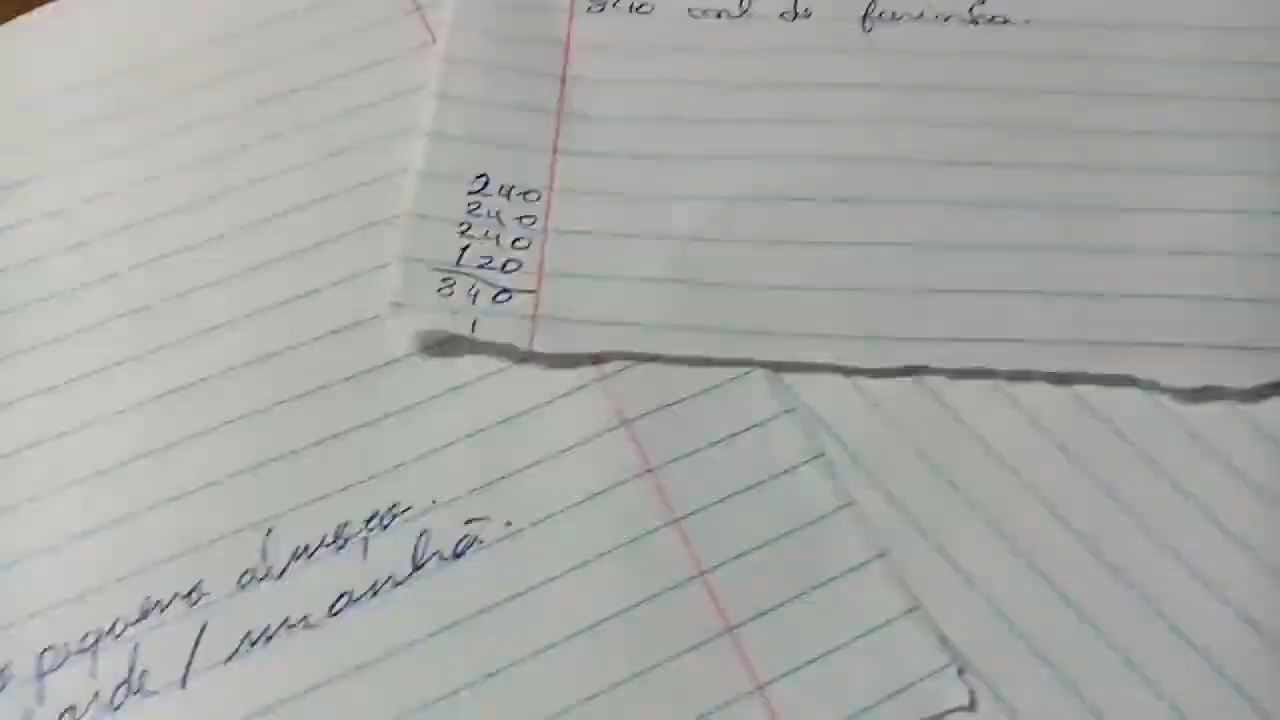 840 ml de farinha.
240
240
240
120
840
1
pequeno almoço.
tarde / manhã.